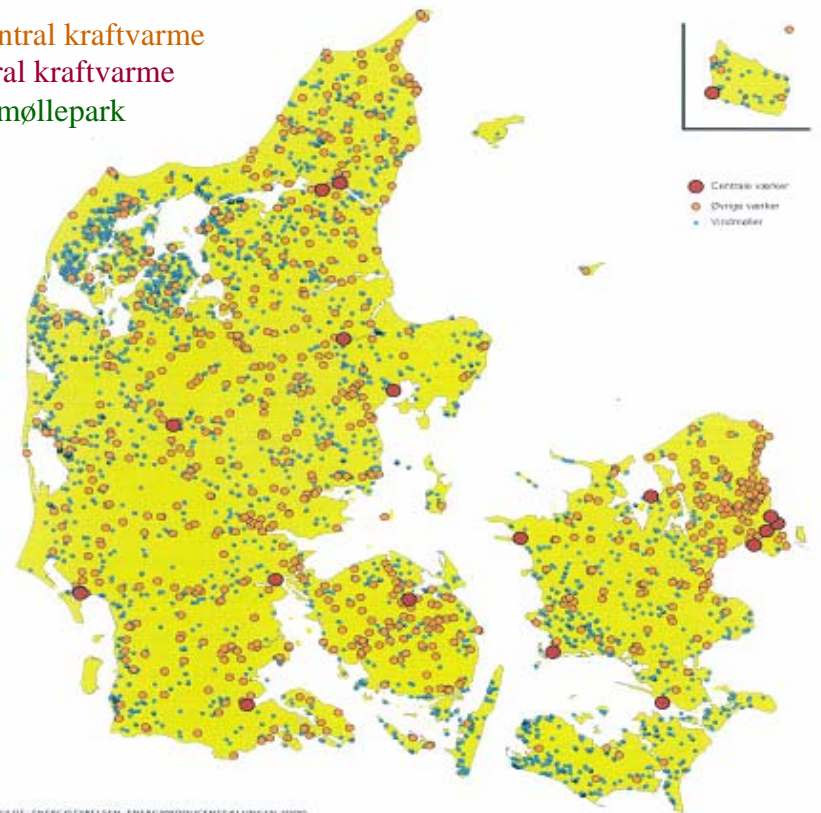 ntral kraftvarme
ral kraftvarme
møllepark
Centrale værker
Øvrige værker
Vindmøller